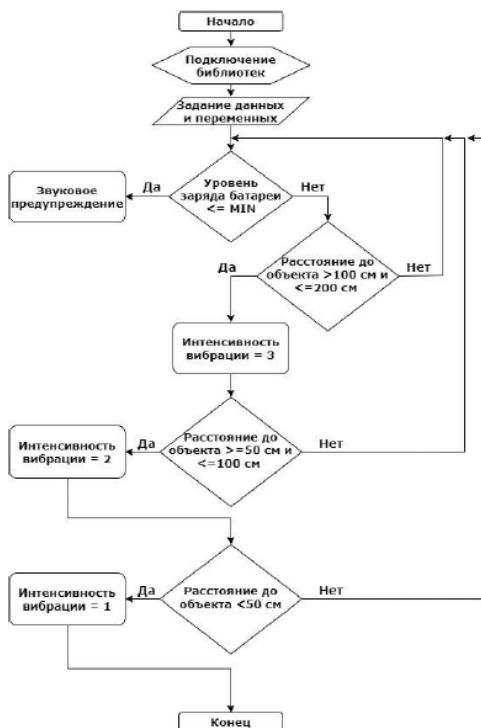 Начало
Подключение
библиотек
Задание данных
и переменных
Звуковое
предупреждение
Да
Уровень
заряда батареи
<= MIN
Нет
Да
Расстояние до
объекта >100 см и
<=200 см
Нет
Интенсивность
вибрации = 3
Интенсивность
вибрации = 2
Да
Расстояние до
объекта >=50 см и
<=100 см
Нет
Интенсивность
вибрации = 1
Да
Расстояние до
объекта <50 см
Нет
Конец